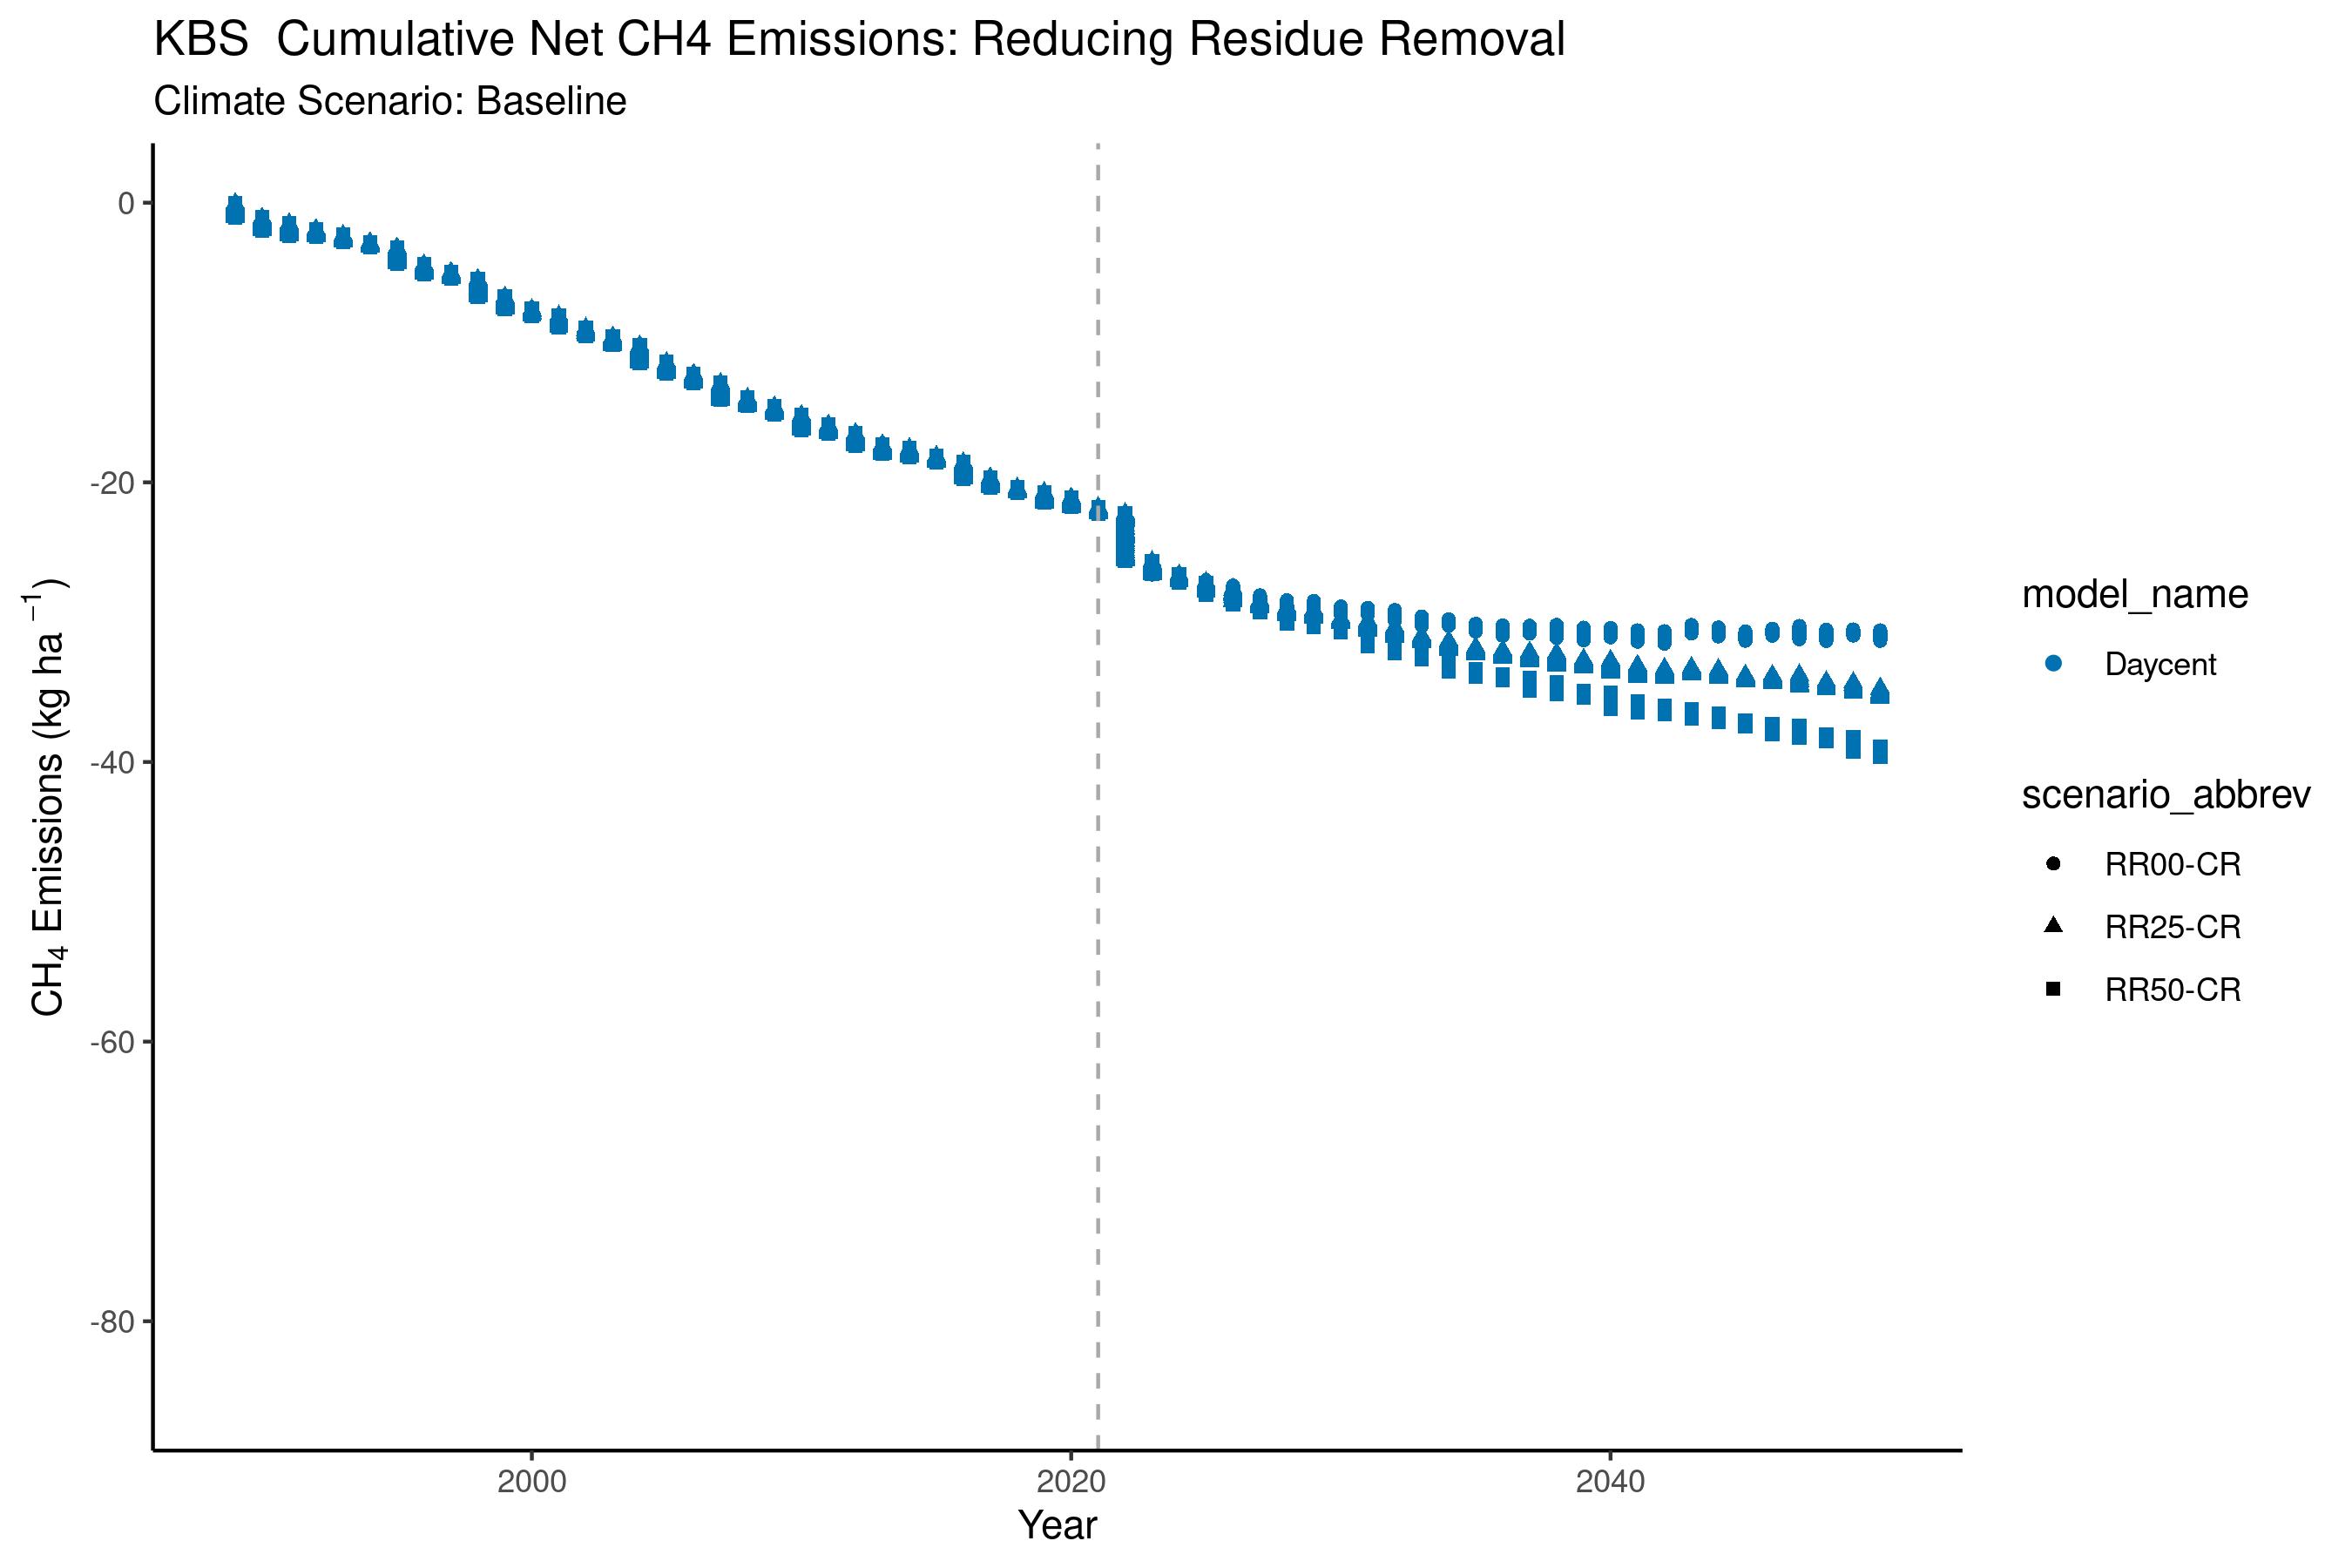 KBS  Cumulative Net CH4 Emissions: Reducing Residue Removal
Climate Scenario: Baseline
CH₄ Emissions (kg ha ⁻¹)
0
-20
-40
-60
-80
2000
2020
2040
Year
model_name
Daycent
scenario_abbrev
RR00-CR
RR25-CR
RR50-CR